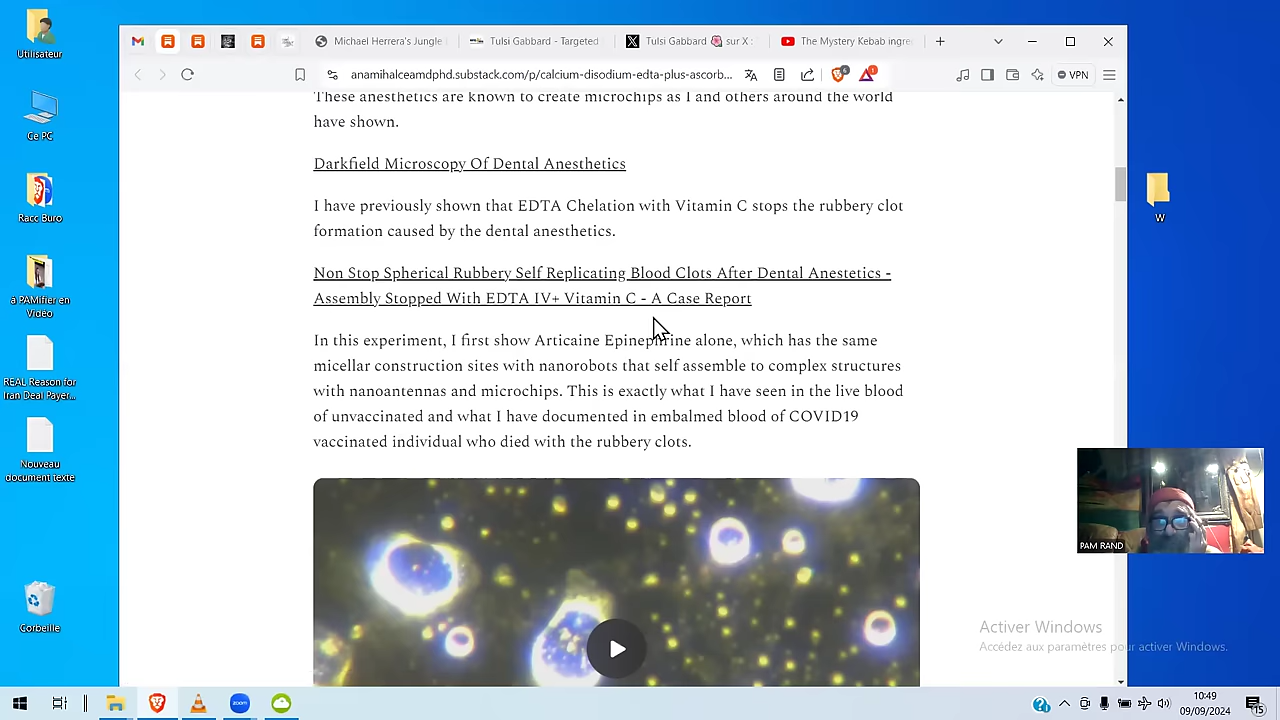 Utilisateur
Ce PC
Racc Buro
à PAMifier en
Vidéo
REAL Reason for
Iran Deal Payer...
Nouveau
document texte
Corbeille
Michael Herrera's Jungle
Tulsi Gabbard - Targeted
Tulsi Gabbard 🌺 sur X
The Mystery Kebab ingre
anamihalceamdphd.substack.com/p/calcium-disodium-edta-plus-ascorb...
VPN
These anesthetics are known to create microchips as I and others around the world
have shown.
Darkfield Microscopy Of Dental Anesthetics
I have previously shown that EDTA Chelation with Vitamin C stops the rubbery clot
formation caused by the dental anesthetics.
Non Stop Spherical Rubbery Self Replicating Blood Clots After Dental Anestetics -
Assembly Stopped With EDTA IV+ Vitamin C - A Case Report
In this experiment, I first show Articaine Epinephrine alone, which has the same
micellar construction sites with nanorobots that self assemble to complex structures
with nanoantennas and microchips. This is exactly what I have seen in the live blood
of unvaccinated and what I have documented in embalmed blood of COVID19
vaccinated individual who died with the rubbery clots.
W
PAM RAND
Activer Windows
Accédez aux paramètres pour activer Windows.
zoom
10:49
09/09/2024
15